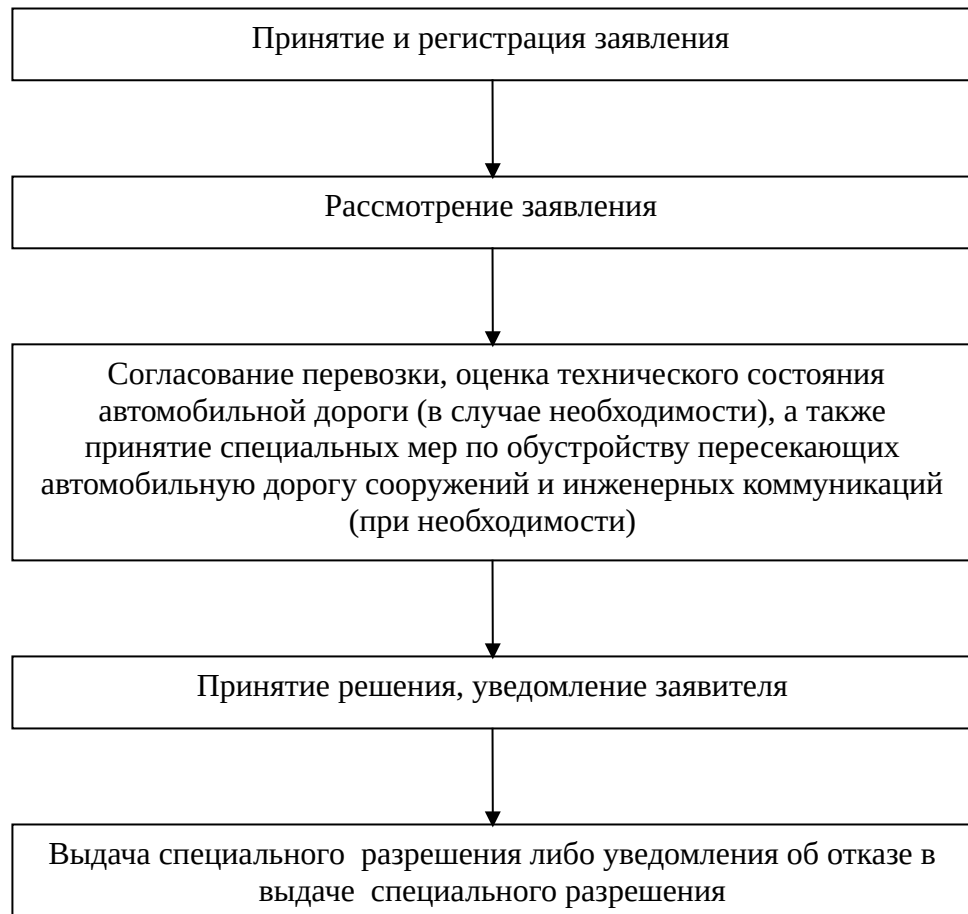 Принятие и регистрация заявления
Рассмотрение заявления
Согласование перевозки, оценка технического состояния
автомобильной дороги (в случае необходимости), а также
принятие специальных мер по обустройству пересекающих
автомобильную дорогу сооружений и инженерных коммуникаций
(при необходимости)
Принятие решения, уведомление заявителя
Выдача специального  разрешения либо уведомления об отказе в
выдаче  специального разрешения